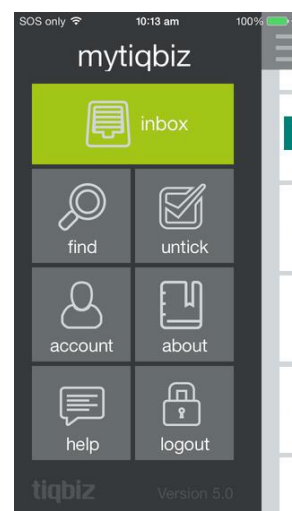 SOS only 10:13 am 100%
mytiqbiz
inbox
find untick
account about
help logout
tiqbiz Version 5.0